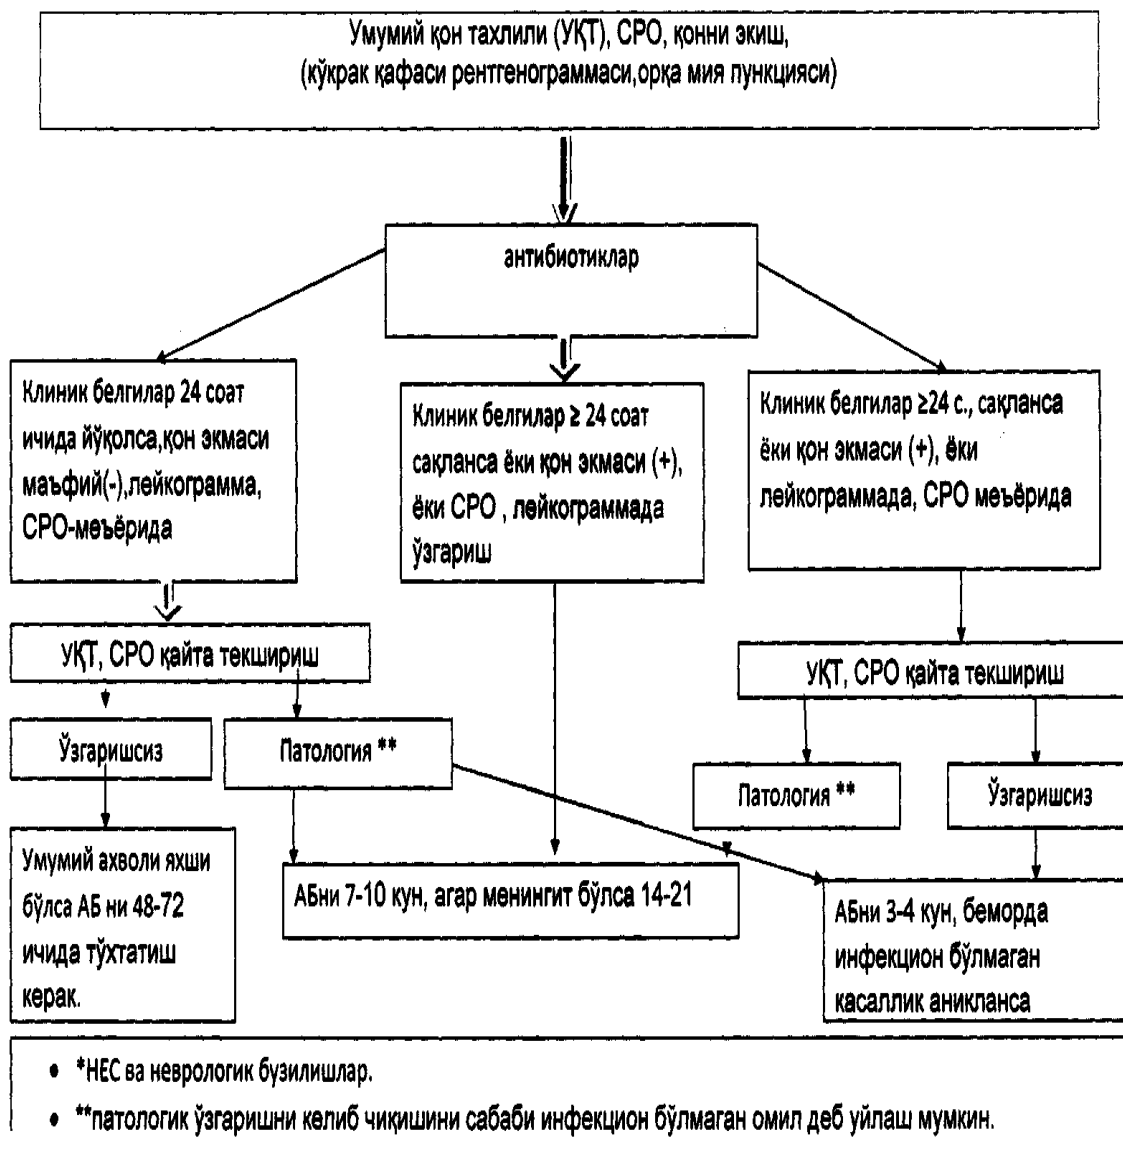 Умумий қон тахлили (УҚТ), СРО, қонни экиш,
(кўкрак қафаси рентгенограммаси,орқа мия пункцияси)
антибиотиклар
Клиник белгилар 24 соат
ичида йўқолса,қон экмаси
маъфий(-),лейкограмма,
СРО-меъёрида
Клиник белгилар ≥ 24 соат
сақланса ёки қон экмаси (+),
ёки СРО , лейкограммада
ўзгариш
Клиник белгилар ≥24 с., сақланса
ёки қон экмаси (+), ёки
лейкограммада, СРО меъёрида
УҚТ, СРО қайта текшириш
УҚТ, СРО қайта текшириш
Ўзгаришсиз
Патология **
Патология **
Ўзгаришсиз
Умумий ахволи яхши
бўлса АБ ни 48-72
ичида тўхтатиш
керак.
АБни 7-10 кун, агар менингит бўлса 14-21
АБни 3-4 кун, беморда
инфекцион бўлмаган
касаллик аникланса
• *НЕС ва неврологик бузилишлар.
• **патологик ўзгаришни келиб чиқишини сабаби инфекцион бўлмаган омил деб уйлаш мумкин.